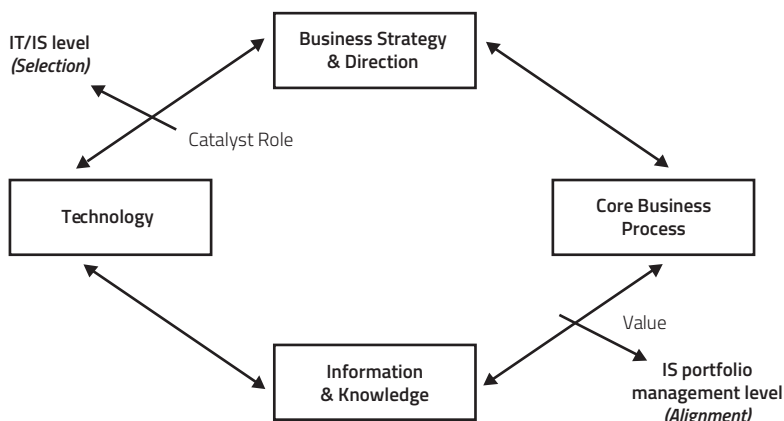 Business Strategy
& Direction
IT/IS level
(Selection)
Catalyst Role
Technology
Core Business
Process
Value
Information
& Knowledge
IS portfolio
management level
(Alignment)